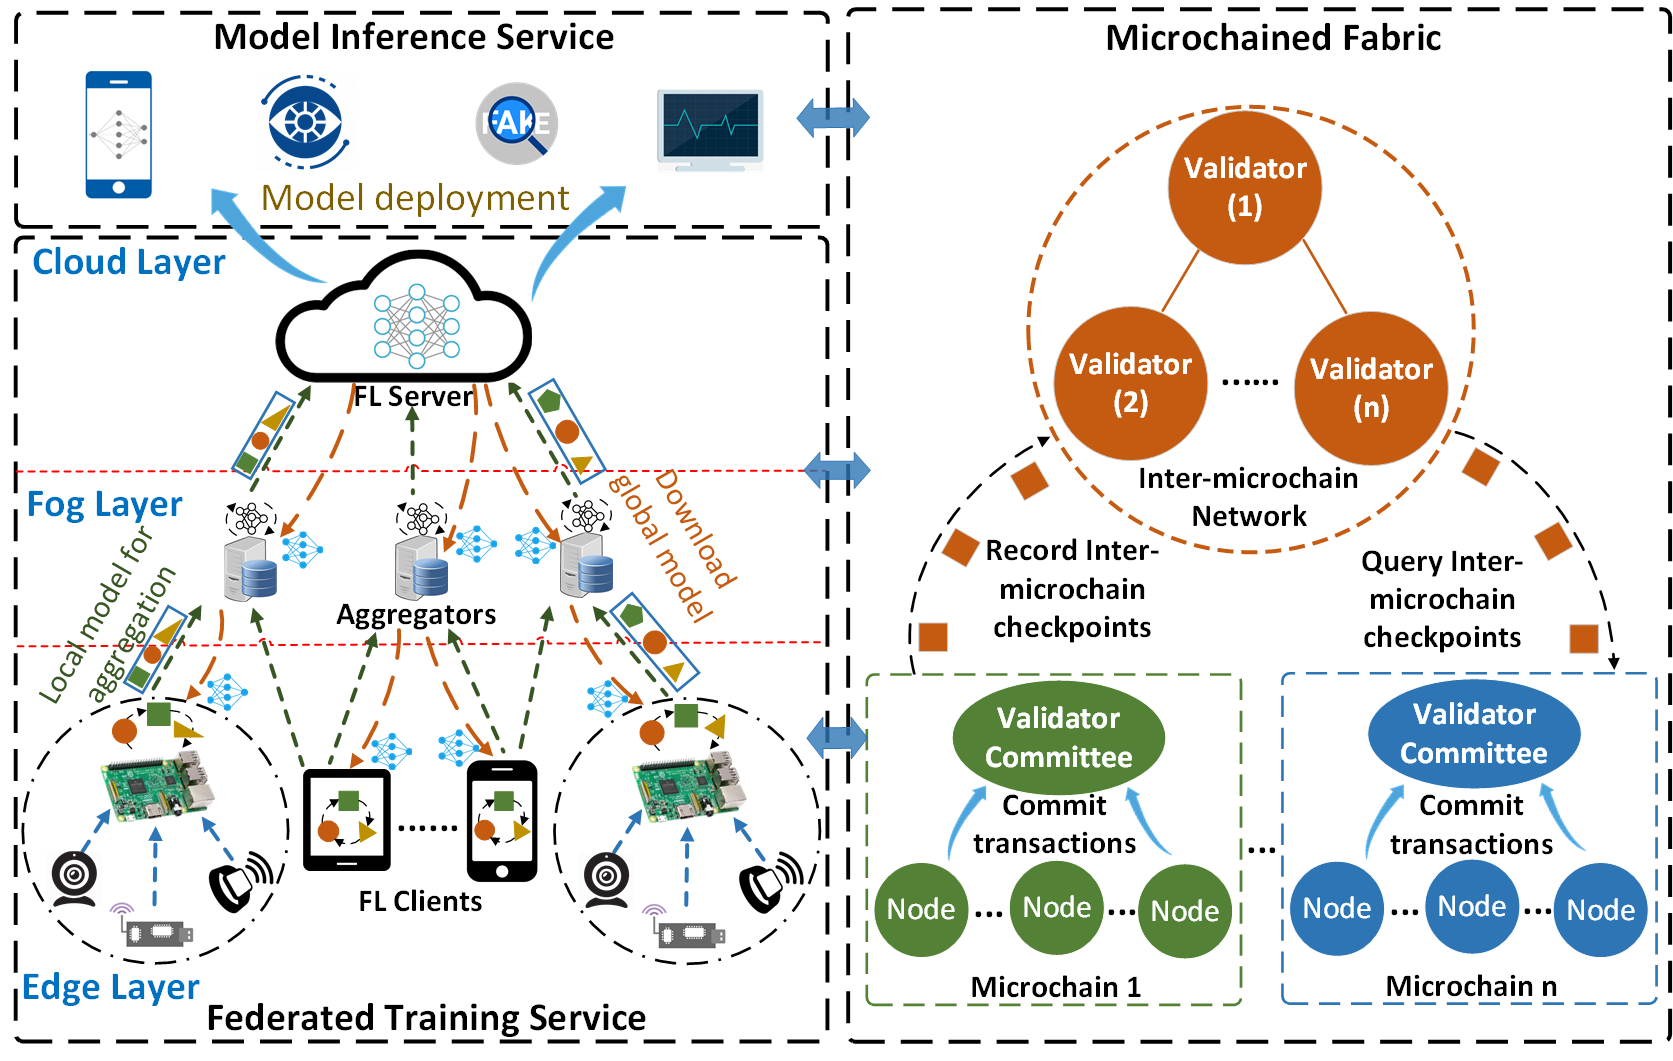 Model Inference Service
FAKE
Model deployment
Cloud Layer
FL Server
Fog Layer
Local model for
aggregation
Download
global model
Aggregators
FL Clients
Edge Layer
Federated Training Service
Microchained Fabric
Validator
(1)
Validator
(2)
......
Validator
(n)
Inter-microchain
Network
Record Inter-
microchain
checkpoints
Query Inter-
microchain
checkpoints
Validator
Committee
Commit
transactions
Node ... Node ... Node
Microchain 1
...
Validator
Committee
Commit
transactions
Node ... Node ... Node
Microchain n